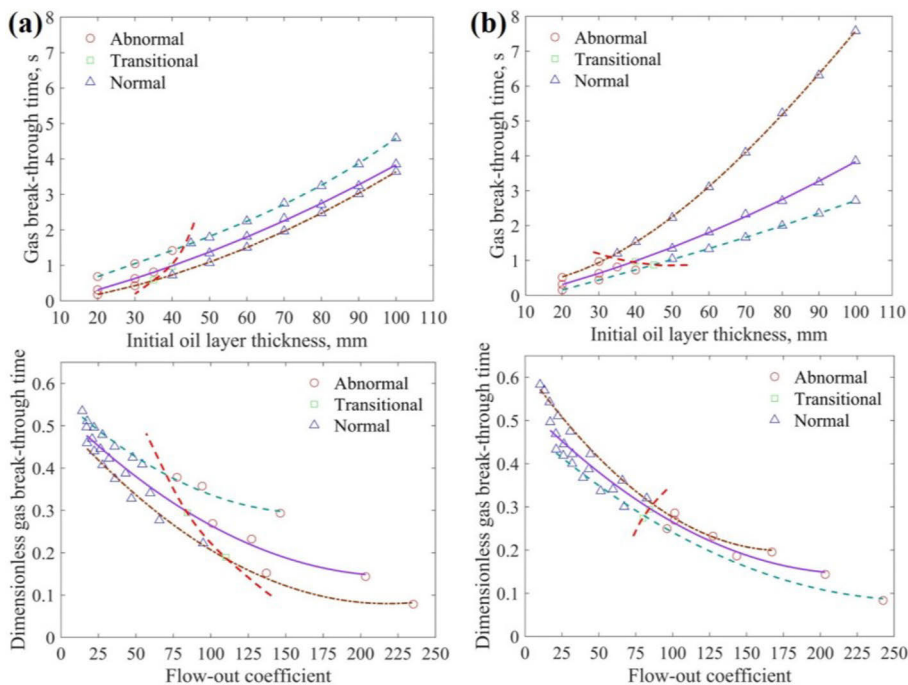 (a)
Gas break-through time, s
8
7
6
5
4
3
2
1
0
Abnormal
Transitional
Normal
10 20 30 40 50 60 70 80 90 100 110
Initial oil layer thickness, mm
(b)
Gas break-through time, s
8
7
6
5
4
3
2
1
0
Abnormal
Transitional
Normal
10 20 30 40 50 60 70 80 90 100 110
Initial oil layer thickness, mm
Dimensionless gas break-through time
0.6
0.5
0.4
0.3
0.2
0.1
0
Abnormal
Transitional
Normal
0 25 50 75 100 125 150 175 200 225 250
Flow-out coefficient
Dimensionless gas break-through time
0.6
0.5
0.4
0.3
0.2
0.1
0
Abnormal
Transitional
Normal
0 25 50 75 100 125 150 175 200 225 250
Flow-out coefficient